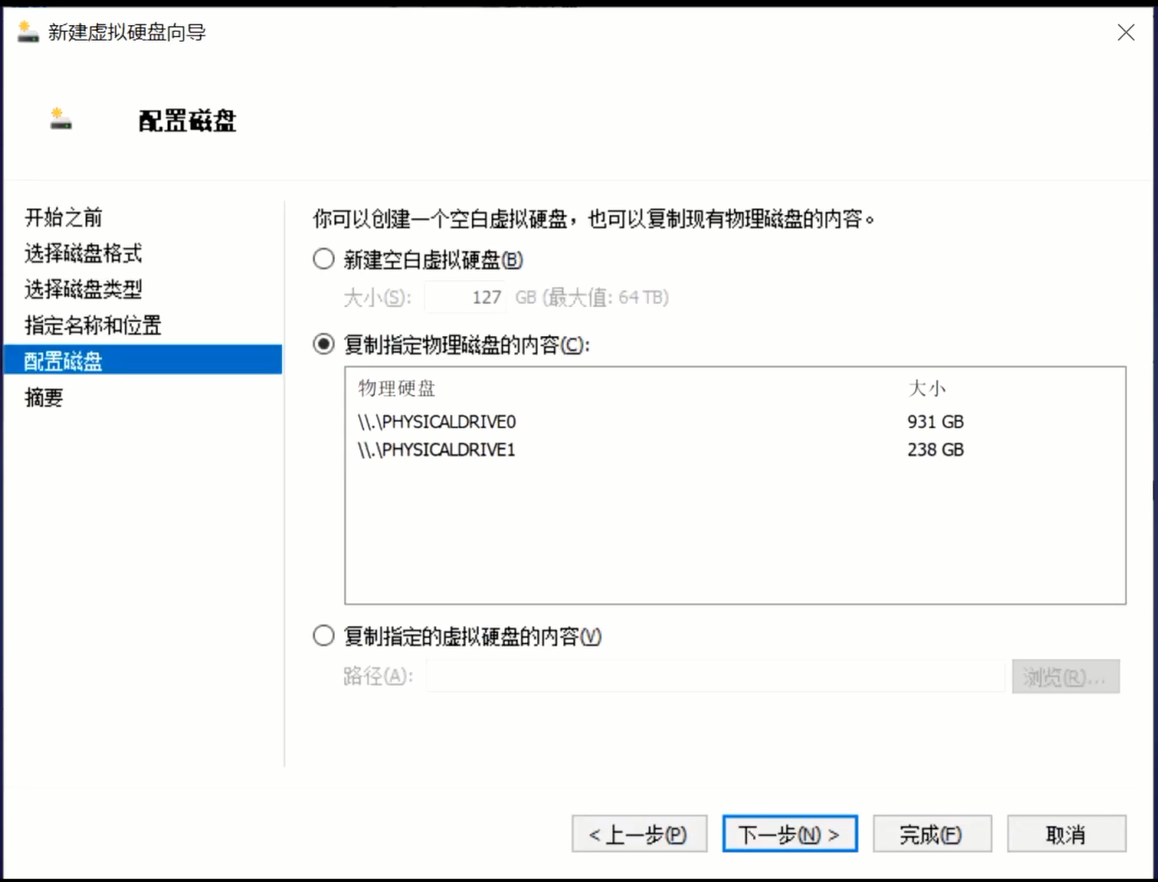 新建虚拟硬盘向导
配置磁盘
开始之前
选择磁盘格式
选择磁盘类型
指定名称和位置
配置磁盘
摘要
你可以创建一个空白虚拟硬盘，也可以复制现有物理磁盘的内容。
新建空白虚拟硬盘(B)
大小(S): 127 GB (最大值: 64 TB)
复制指定物理磁盘的内容(C):
物理硬盘 大小
\\.\PHYSICALDRIVE0 931 GB
\\.\PHYSICALDRIVE1 238 GB
复制指定的虚拟硬盘的内容(V)
路径(A): 浏览(R)...
< 上一步(P) 下一步(N) > 完成(F) 取消